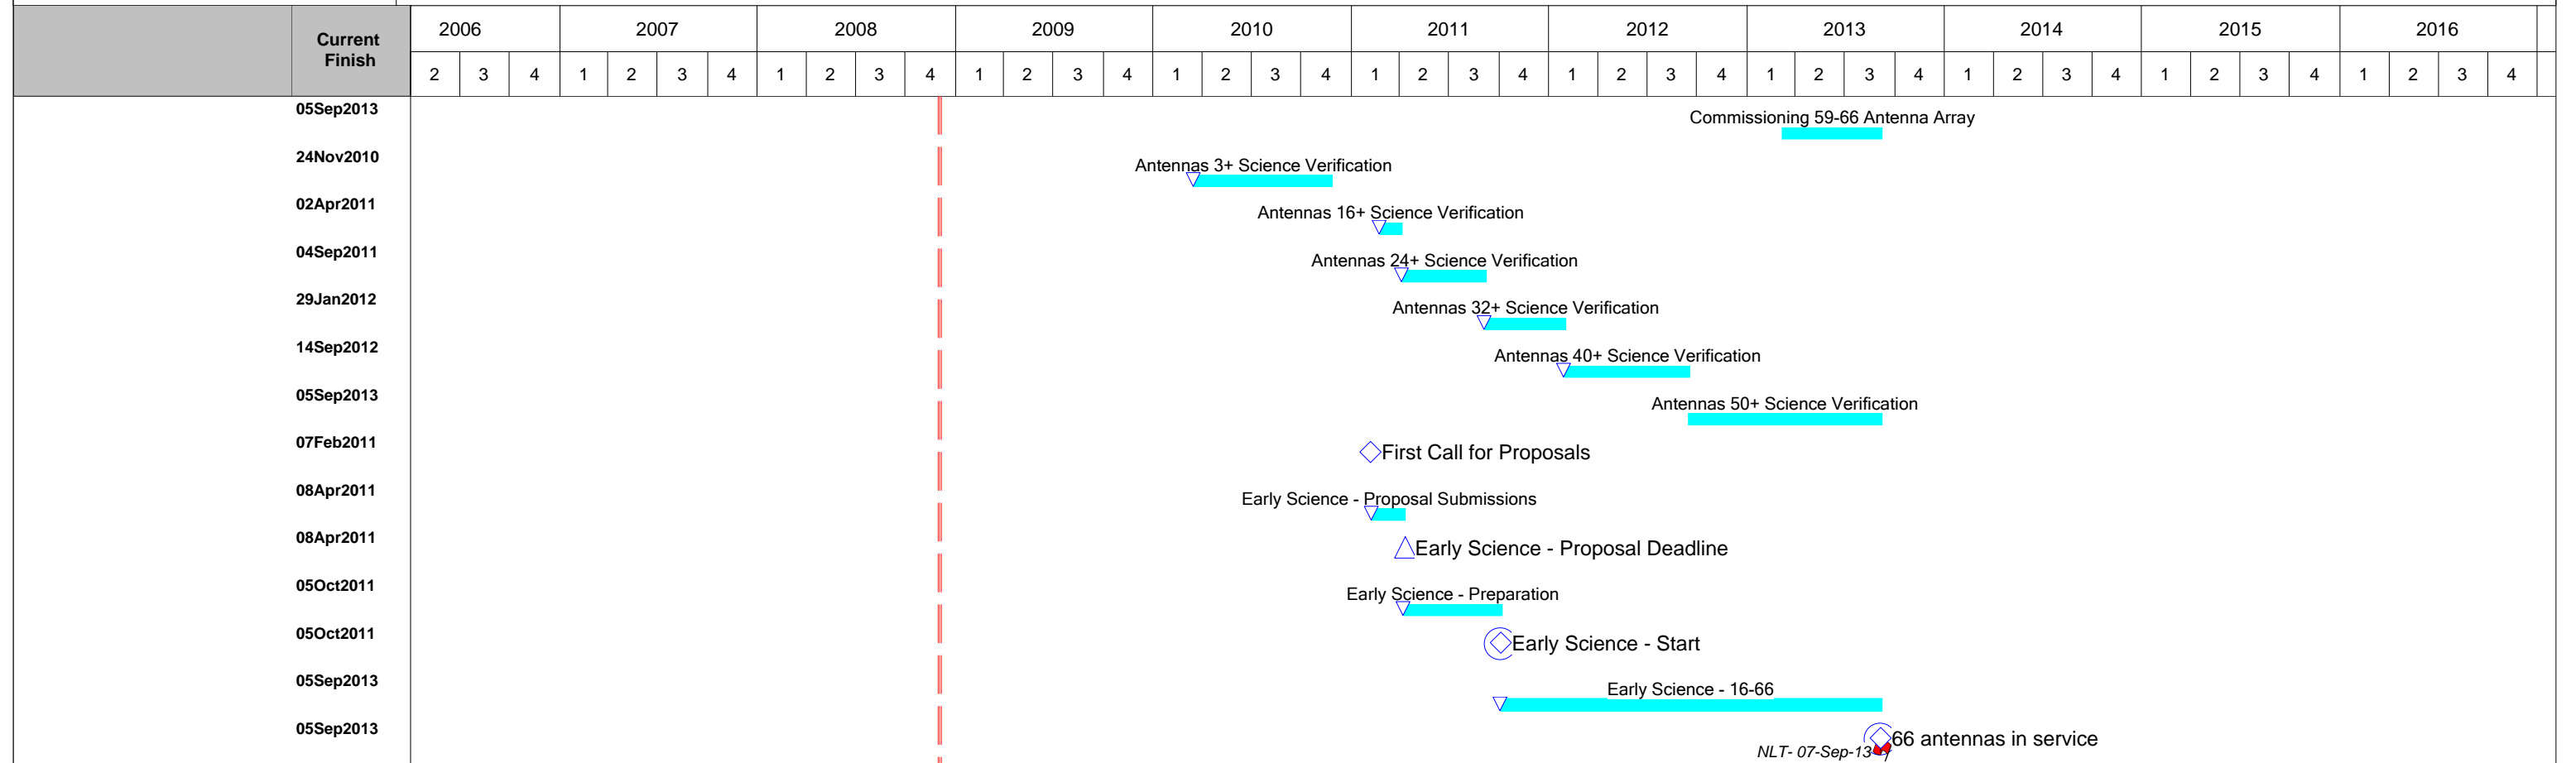 Current
Finish
2006 2007 2008 2009 2010 2011 2012 2013 2014 2015 2016
2 3 4 1 2 3 4 1 2 3 4 1 2 3 4 1 2 3 4 1 2 3 4 1 2 3 4 1 2 3 4 1 2 3 4 1 2 3 4 1 2 3 4
05Sep2013 Commissioning 59-66 Antenna Array
24Nov2010 Antennas 3+ Science Verification
02Apr2011 Antennas 16+ Science Verification
04Sep2011 Antennas 24+ Science Verification
29Jan2012 Antennas 32+ Science Verification
14Sep2012 Antennas 40+ Science Verification
05Sep2013 Antennas 50+ Science Verification
07Feb2011 First Call for Proposals
08Apr2011 Early Science - Proposal Submissions
08Apr2011 Early Science - Proposal Deadline
05Oct2011 Early Science - Preparation
05Oct2011 Early Science - Start
05Sep2013 Early Science - 16-66
05Sep2013 66 antennas in service
NLT- 07-Sep-13